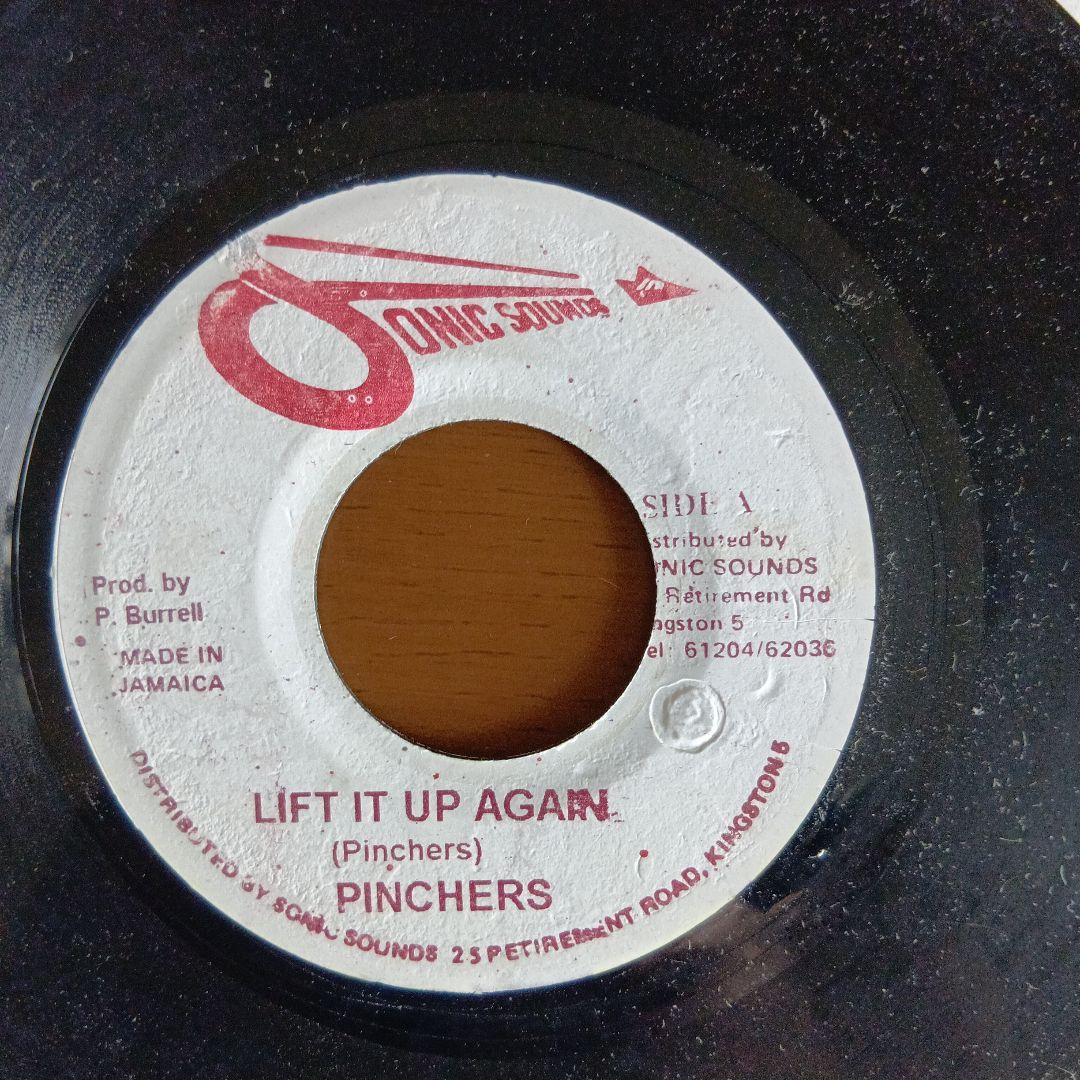 SONIC SOUNDS
SIDE A
stributed by
NIC SOUNDS
Retirement Rd
ngston 5
el: 61204/62036
Prod. by
P. Burrell
MADE IN
JAMAICA
LIFT IT UP AGAIN
(Pinchers)
PINCHERS
DISTRIBUTED BY SONIC SOUNDS 25 RETIREMENT ROAD, KINGSTON 5